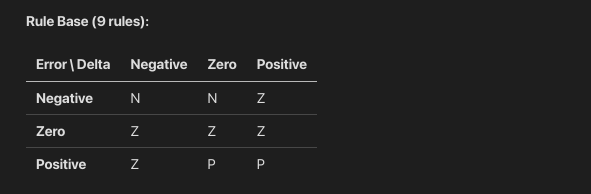 Rule Base (9 rules):
Error \ Delta Negative Zero Positive
Negative N N Z
Zero Z Z Z
Positive Z P P